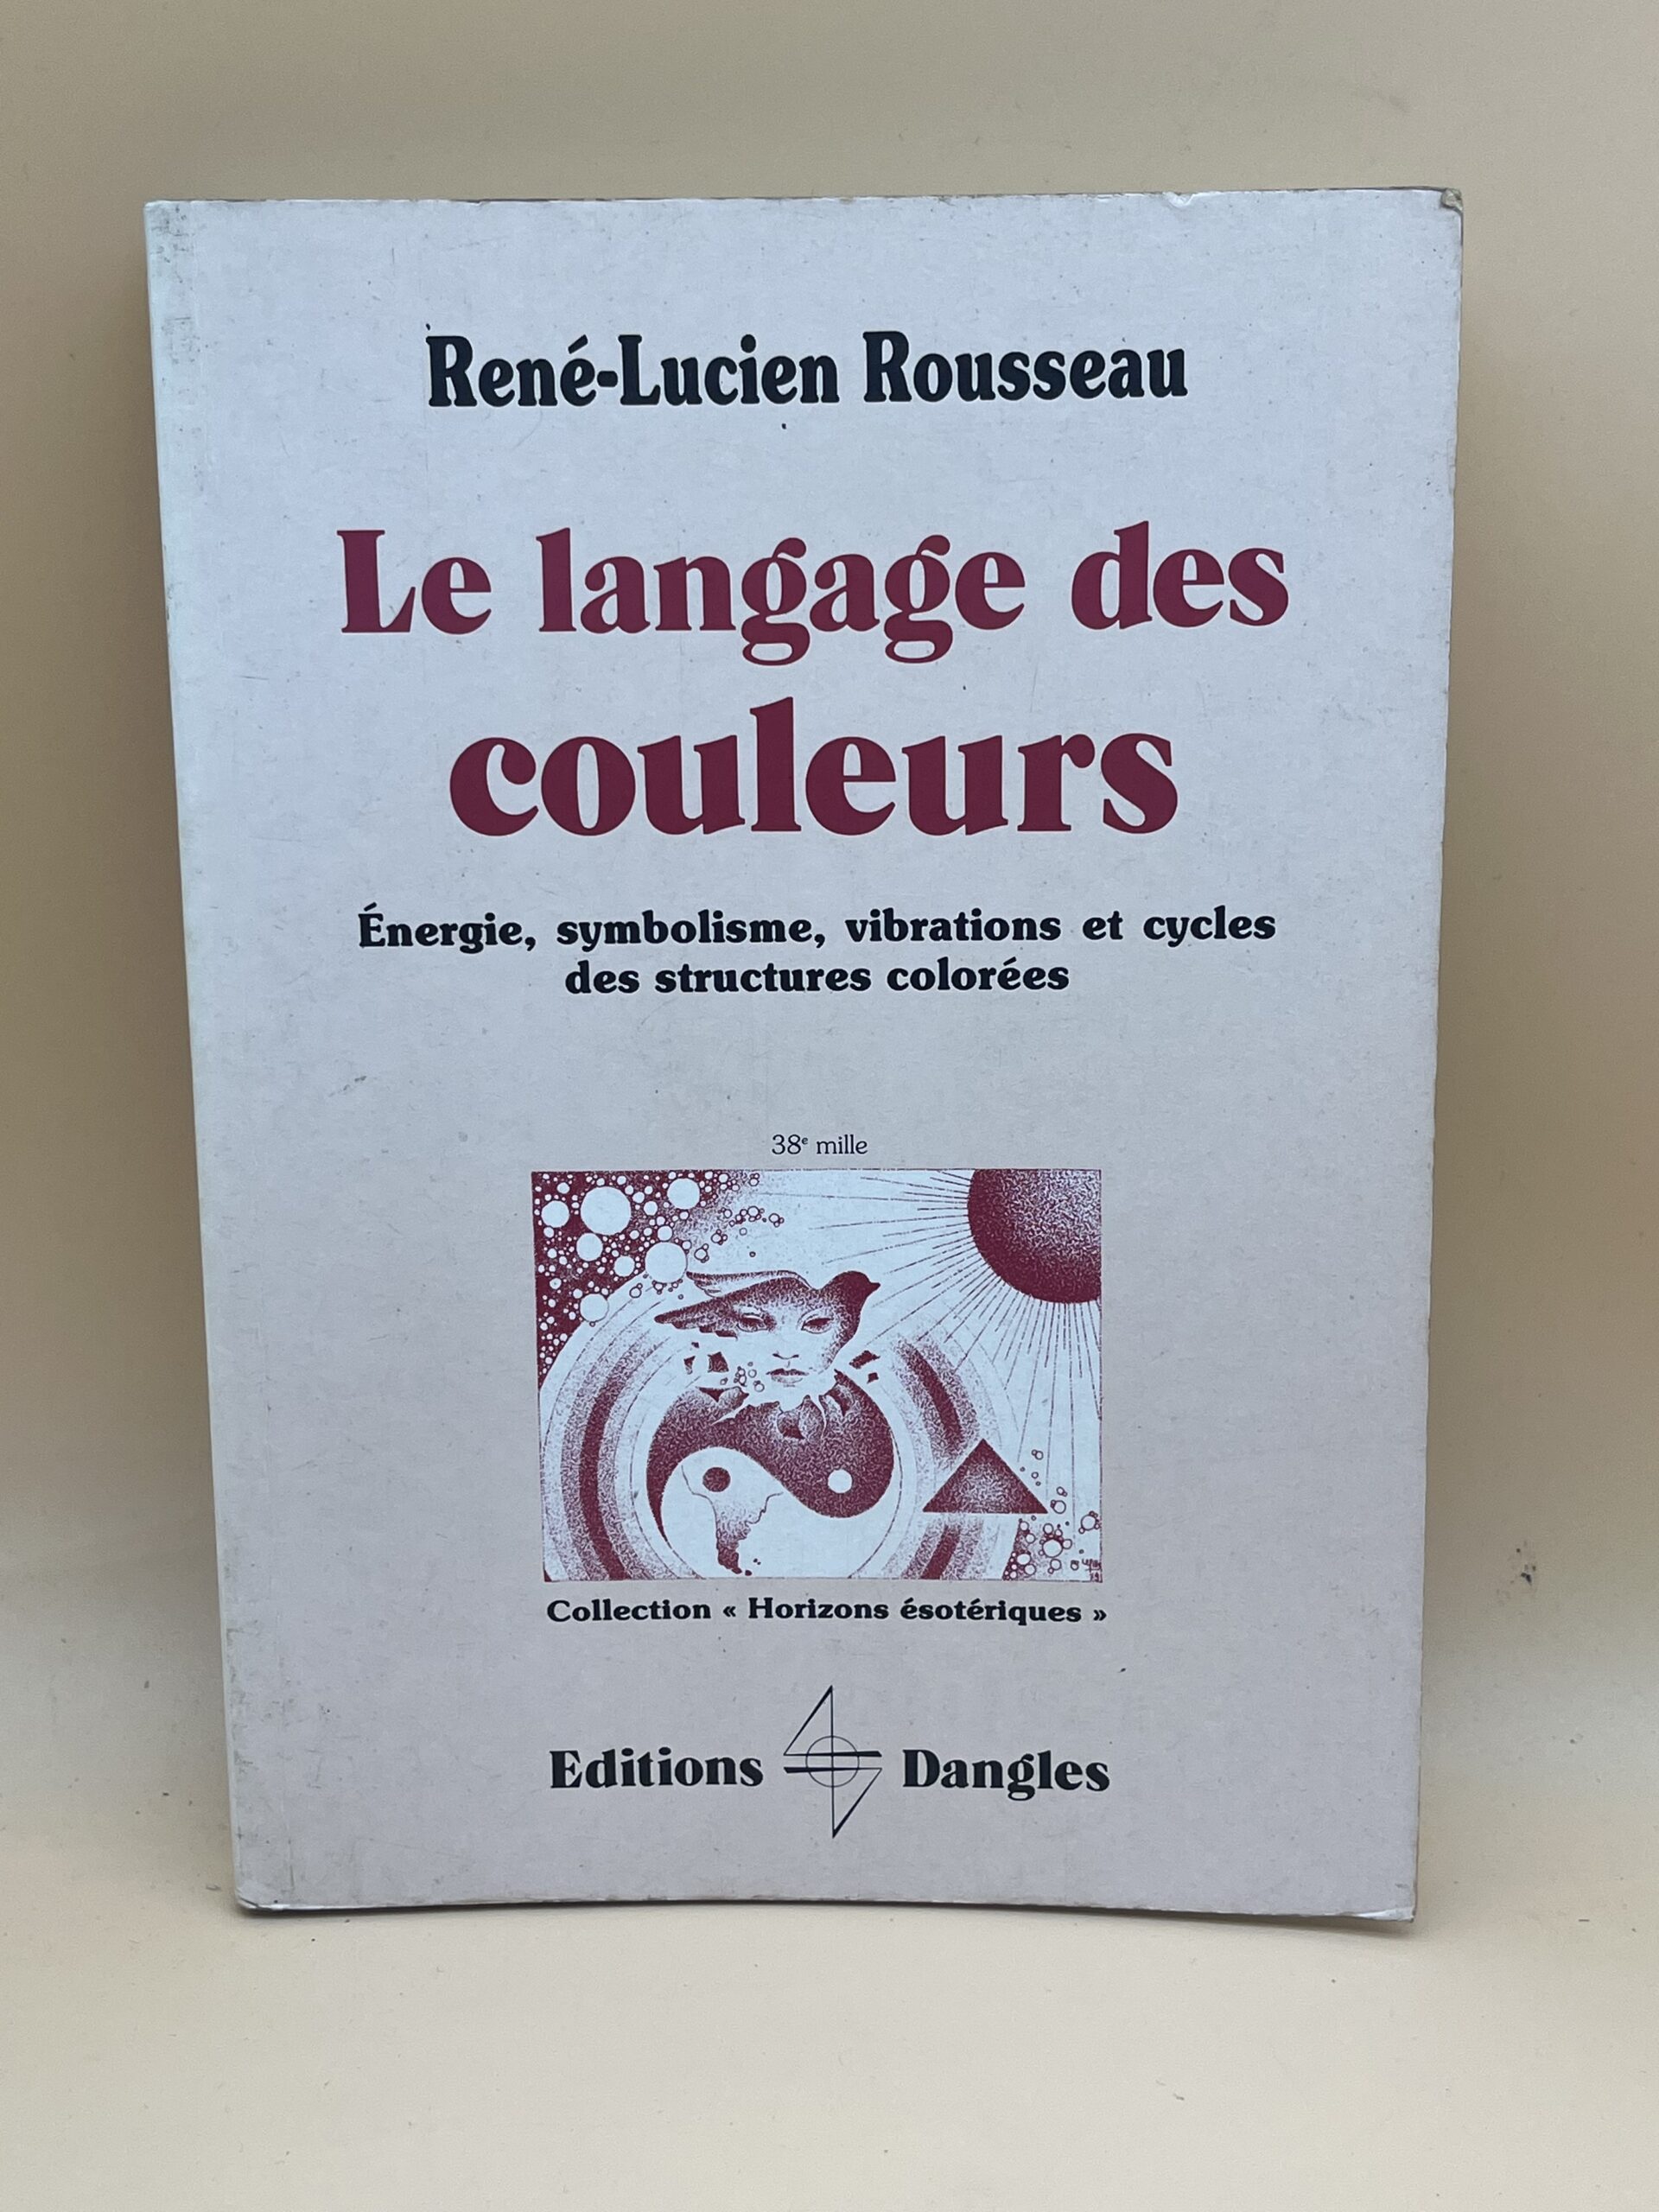 René-Lucien Rousseau
Le langage des
couleurs
Énergie, symbolisme, vibrations et cycles
des structures colorées
38e mille
Collection « Horizons ésotériques »
Editions Dangles